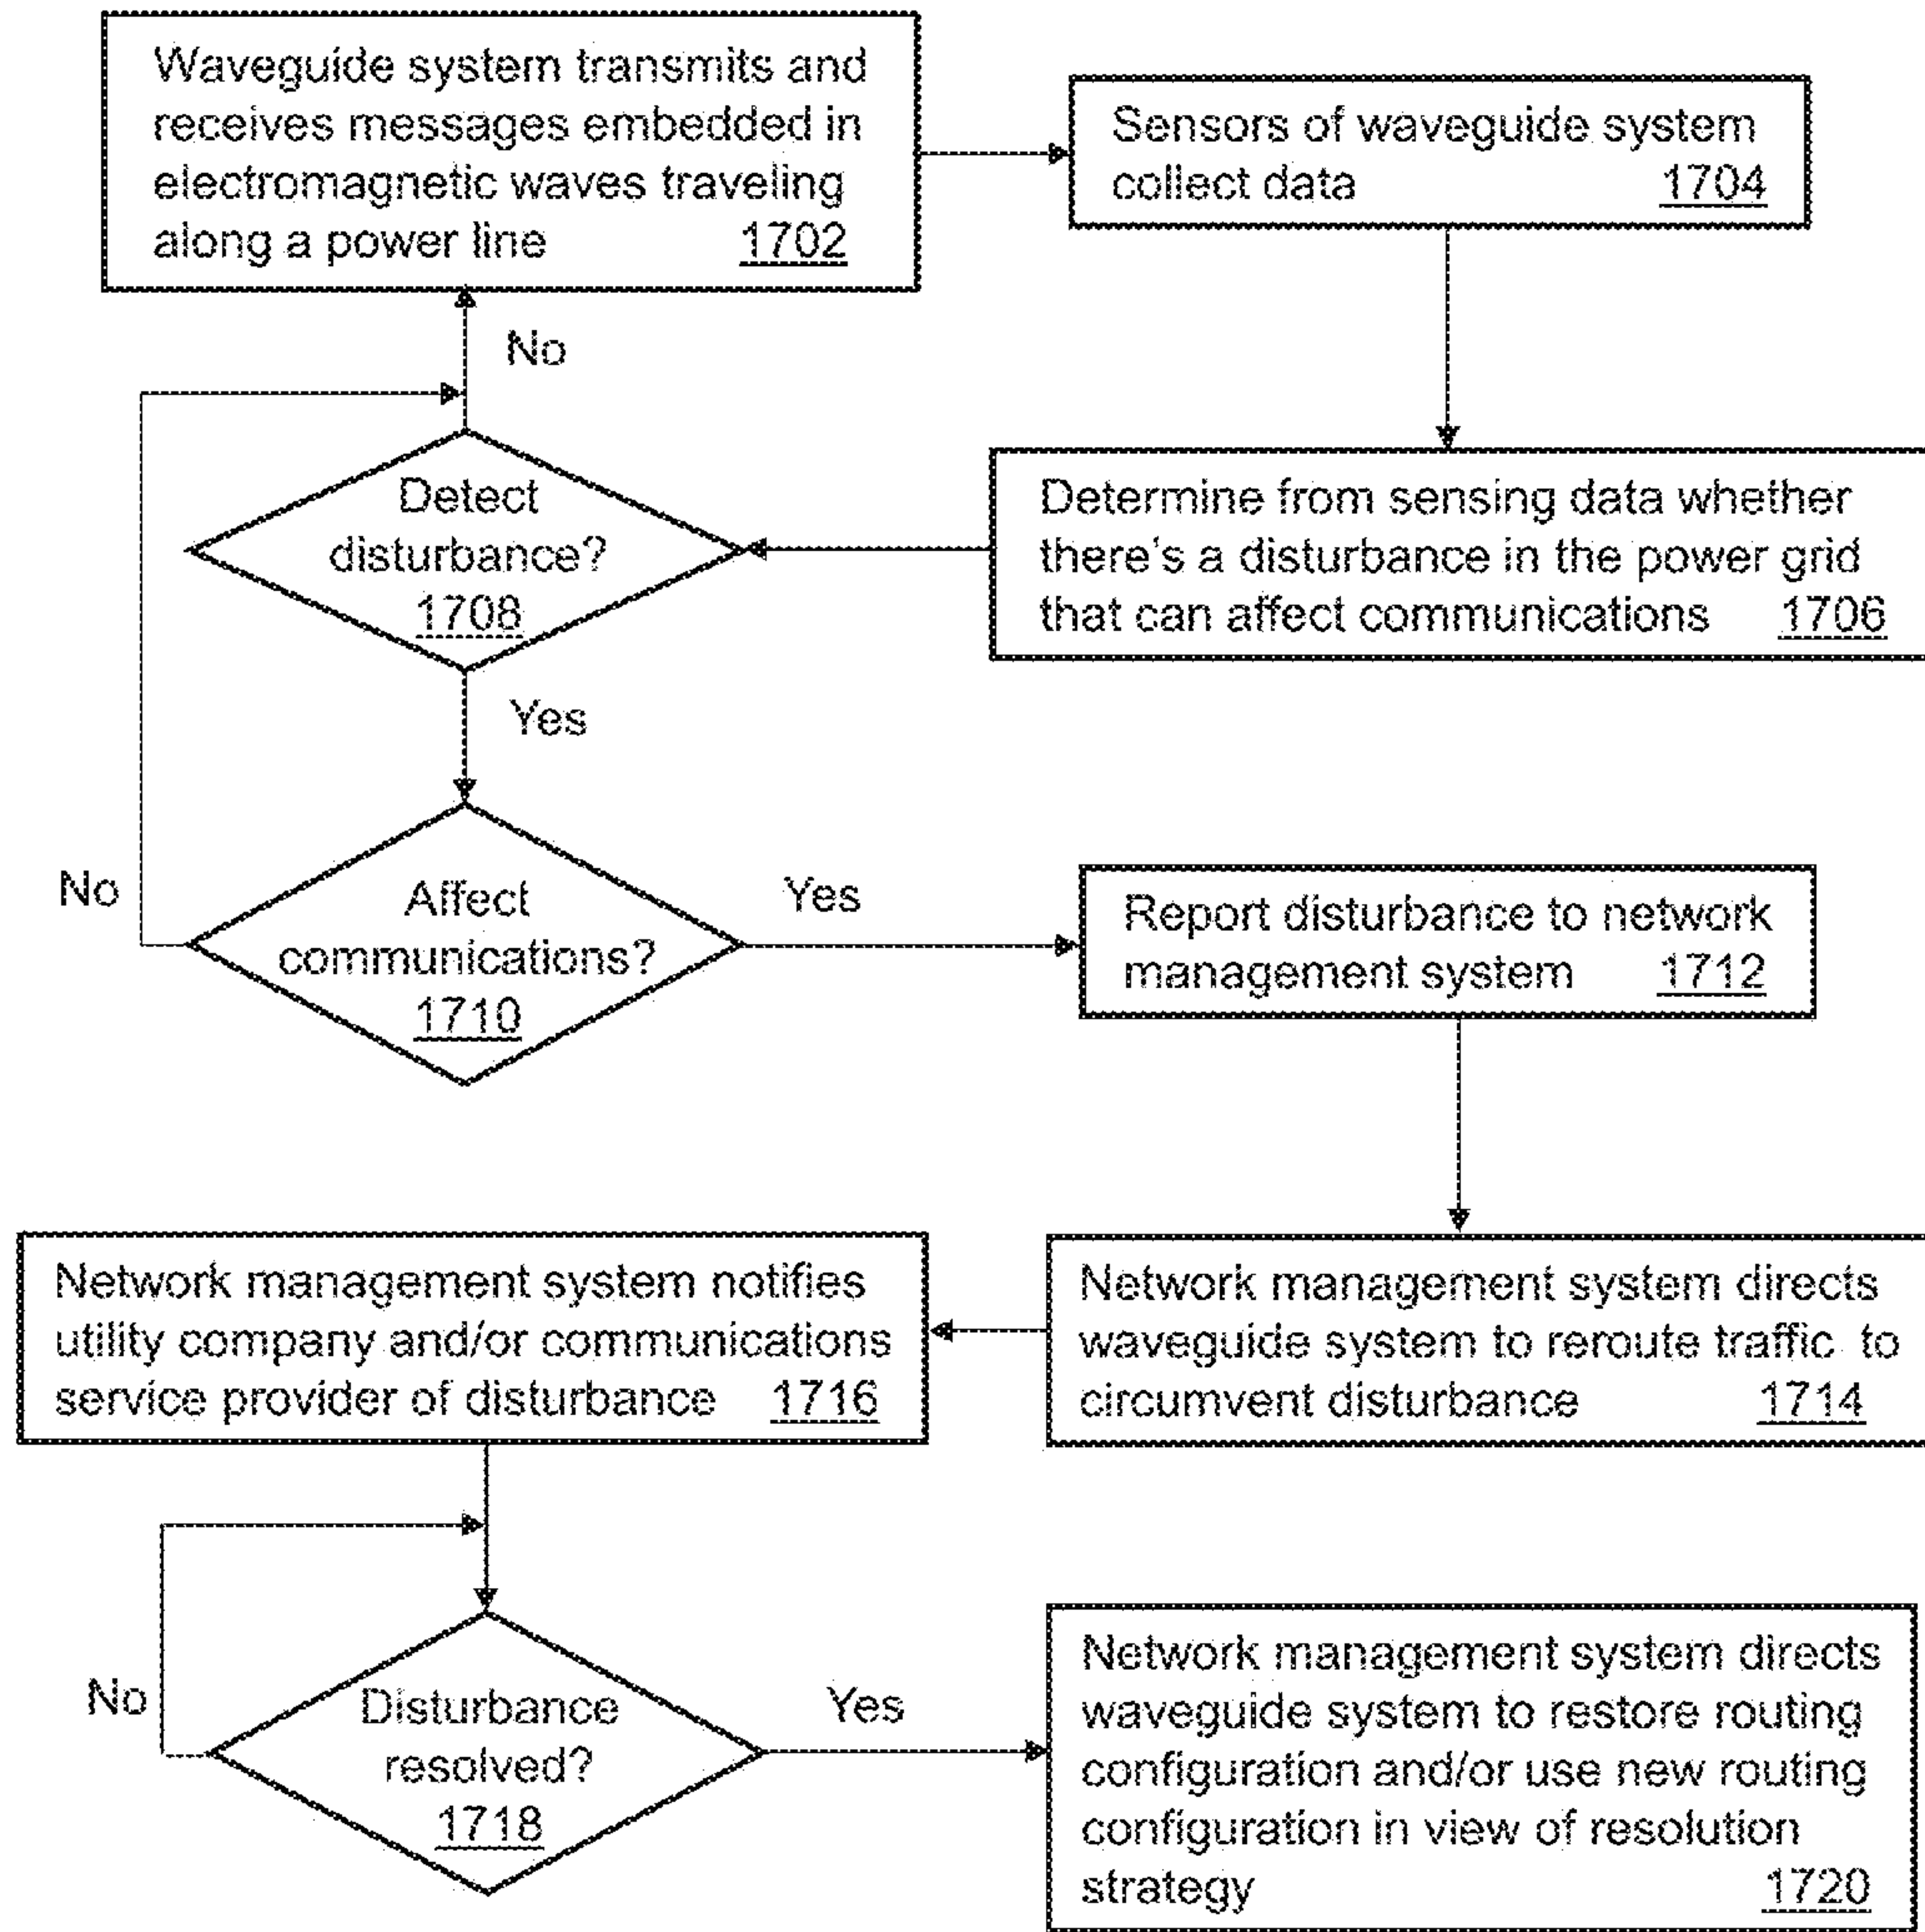 Waveguide system transmits and
receives messages embedded in
electromagnetic waves traveling
along a power line 1702
Sensors of waveguide system
collect data 1704
Determine from sensing data whether
there's a disturbance in the power grid
that can affect communications 1706
No
Detect
disturbance?
1708
Yes
No
Affect
communications?
1710
Yes
Report disturbance to network
management system 1712
Network management system directs
waveguide system to reroute traffic to
circumvent disturbance 1714
Network management system notifies
utility company and/or communications
service provider of disturbance 1716
No
Disturbance
resolved?
1718
Yes
Network management system directs
waveguide system to restore routing
configuration and/or use new routing
configuration in view of resolution
strategy 1720